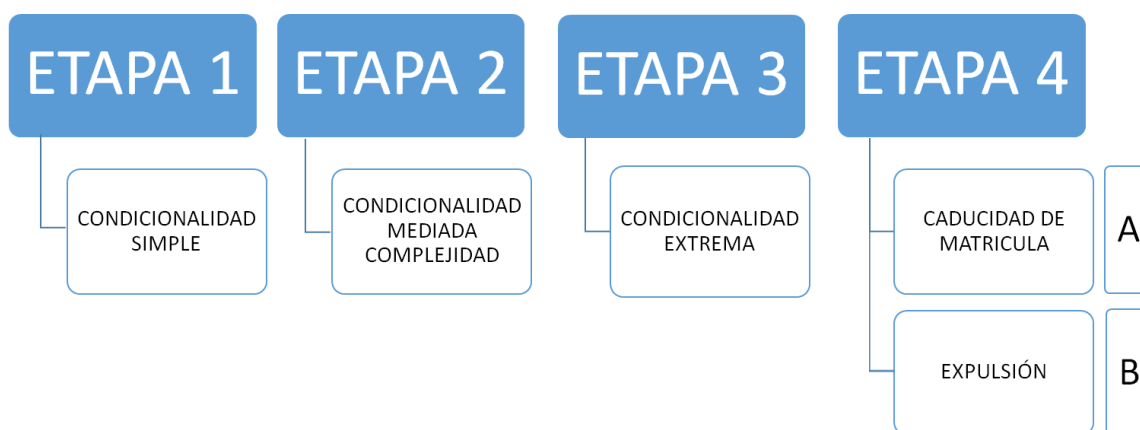 ETAPA 1
ETAPA 2
ETAPA 3
ETAPA 4
CONDICIONALIDAD
SIMPLE
CONDICIONALIDAD
MEDIADA
COMPLEJIDAD
CONDICIONALIDAD
EXTREMA
CADUCIDAD DE
MATRICULA
A
EXPULSIÓN
B